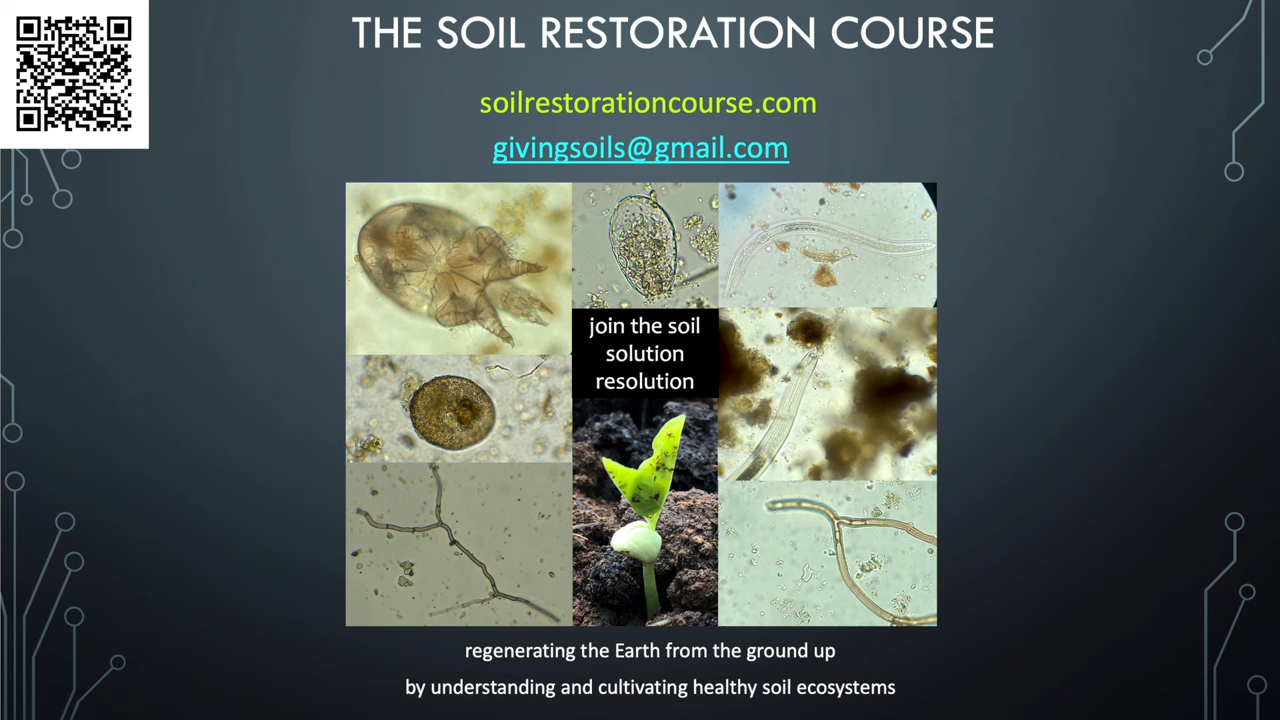 THE SOIL RESTORATION COURSE
soilrestorationcourse.com
givingsoils@gmail.com
join the soil
solution
resolution
regenerating the Earth from the ground up
by understanding and cultivating healthy soil ecosystems